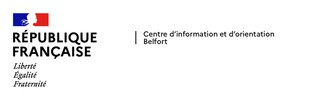 RÉPUBLIQUE
FRANÇAISE
Liberté
Égalité
Fraternité
Centre d'information et d'orientation
Belfort